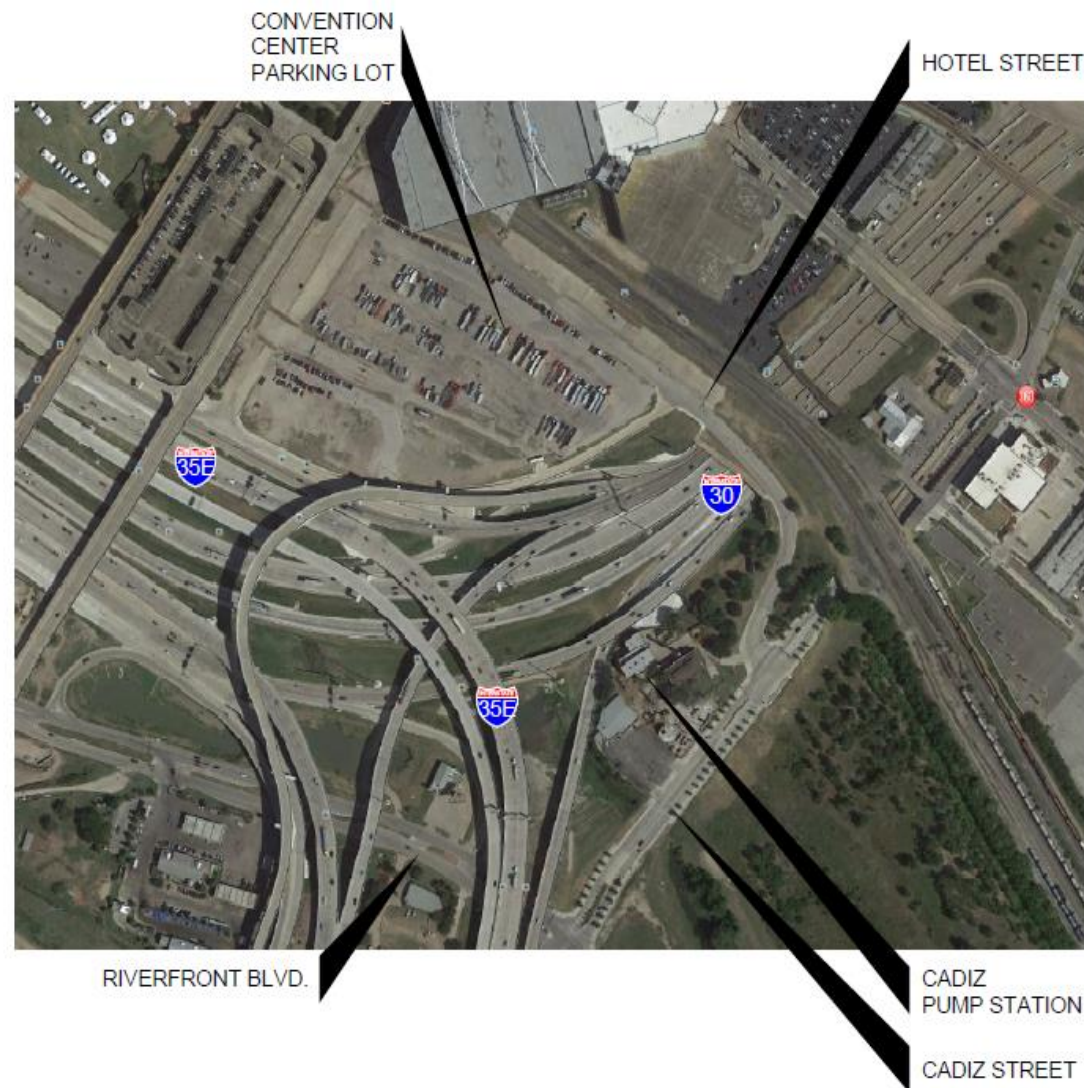 CONVENTION
CENTER
PARKING LOT
HOTEL STREET
35E
30
35E
RIVERFRONT BLVD.
CADIZ
PUMP STATION
CADIZ STREET